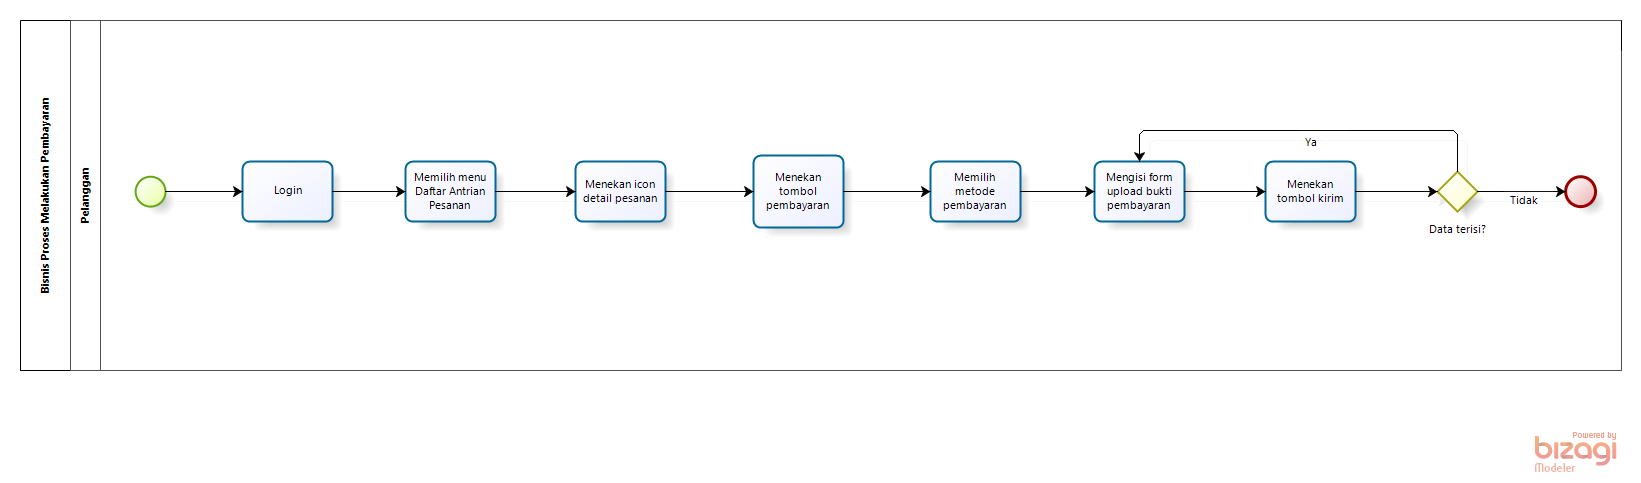 Bisnis Proses Melakukan Pembayaran
Pelanggan
Login
Memilih menu
Daftar Antrian
Pesanan
Menekan icon
detail pesanan
Menekan
tombol
pembayaran
Memilih
metode
pembayaran
Mengisi form
upload bukti
pembayaran
Menekan
tombol kirim
Ya
Data terisi?
Tidak
Powered by
bizagi
Modeler